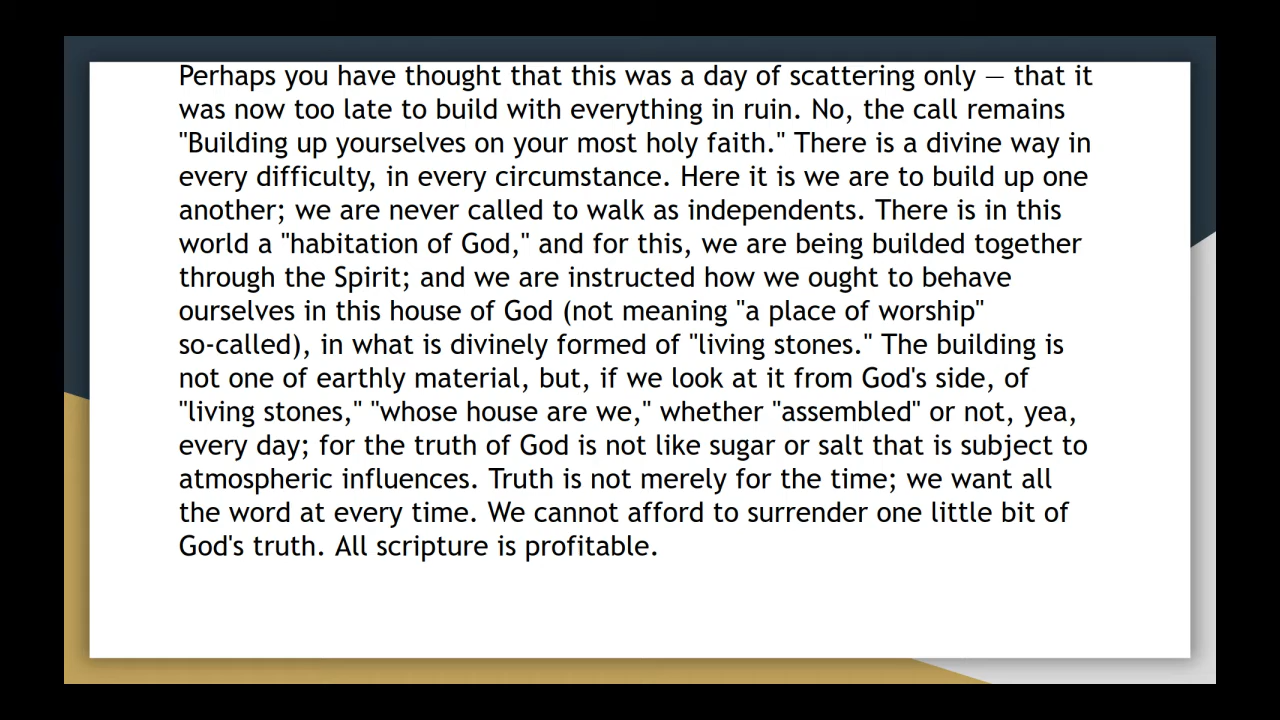 Perhaps you have thought that this was a day of scattering only — that it
was now too late to build with everything in ruin. No, the call remains
"Building up yourselves on your most holy faith." There is a divine way in
every difficulty, in every circumstance. Here it is we are to build up one
another; we are never called to walk as independents. There is in this
world a "habitation of God," and for this, we are being builded together
through the Spirit; and we are instructed how we ought to behave
ourselves in this house of God (not meaning "a place of worship"
so-called), in what is divinely formed of "living stones." The building is
not one of earthly material, but, if we look at it from God's side, of
"living stones," "whose house are we," whether "assembled" or not, yea,
every day; for the truth of God is not like sugar or salt that is subject to
atmospheric influences. Truth is not merely for the time; we want all
the word at every time. We cannot afford to surrender one little bit of
God's truth. All scripture is profitable.